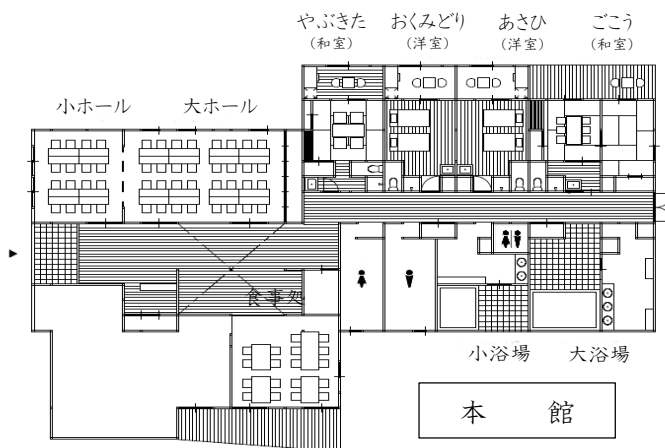 やぶきた おくみどり あさひ ごこう
(和室) (洋室) (洋室) (和室)
小ホール 大ホール
食事処
小浴場 大浴場
本 館